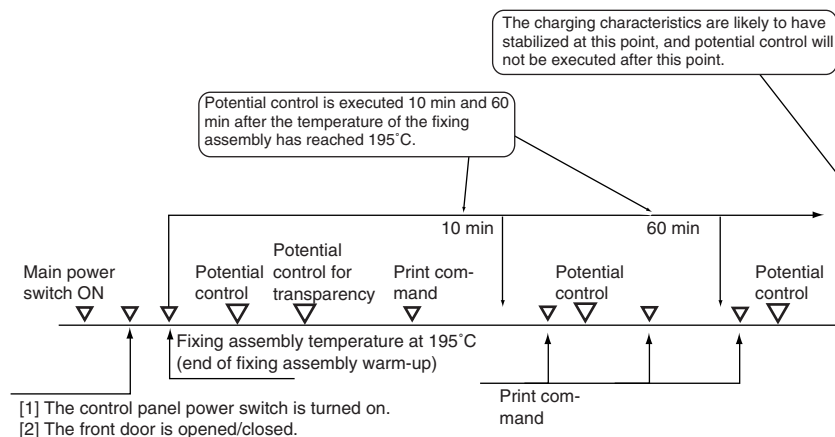 The charging characteristics are likely to have
stabilized at this point, and potential control will
not be executed after this point.
Potential control is executed 10 min and 60
min after the temperature of the fixing
assembly has reached 195˚C.
10 min
60 min
Main power
switch ON
Potential
control
Potential
control for
transparency
Print com-
mand
Potential
control
Potential
control
Fixing assembly temperature at 195˚C
(end of fixing assembly warm-up)
Print com-
mand
[1] The control panel power switch is turned on.
[2] The front door is opened/closed.